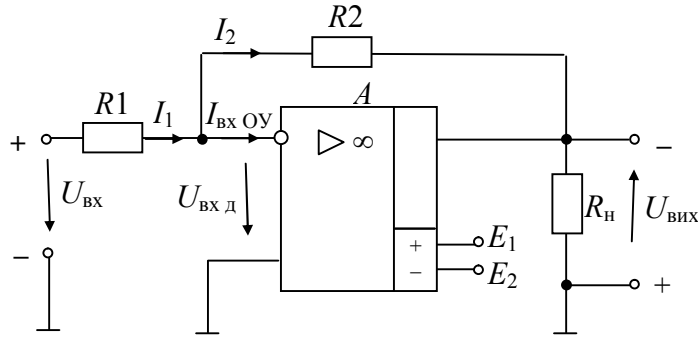 I2 R2
A
R1 I1 Iвх ОУ
+ ▷ ∞ −
Uвх Uвх д Rн Uвих
+ E1
− − E2 +